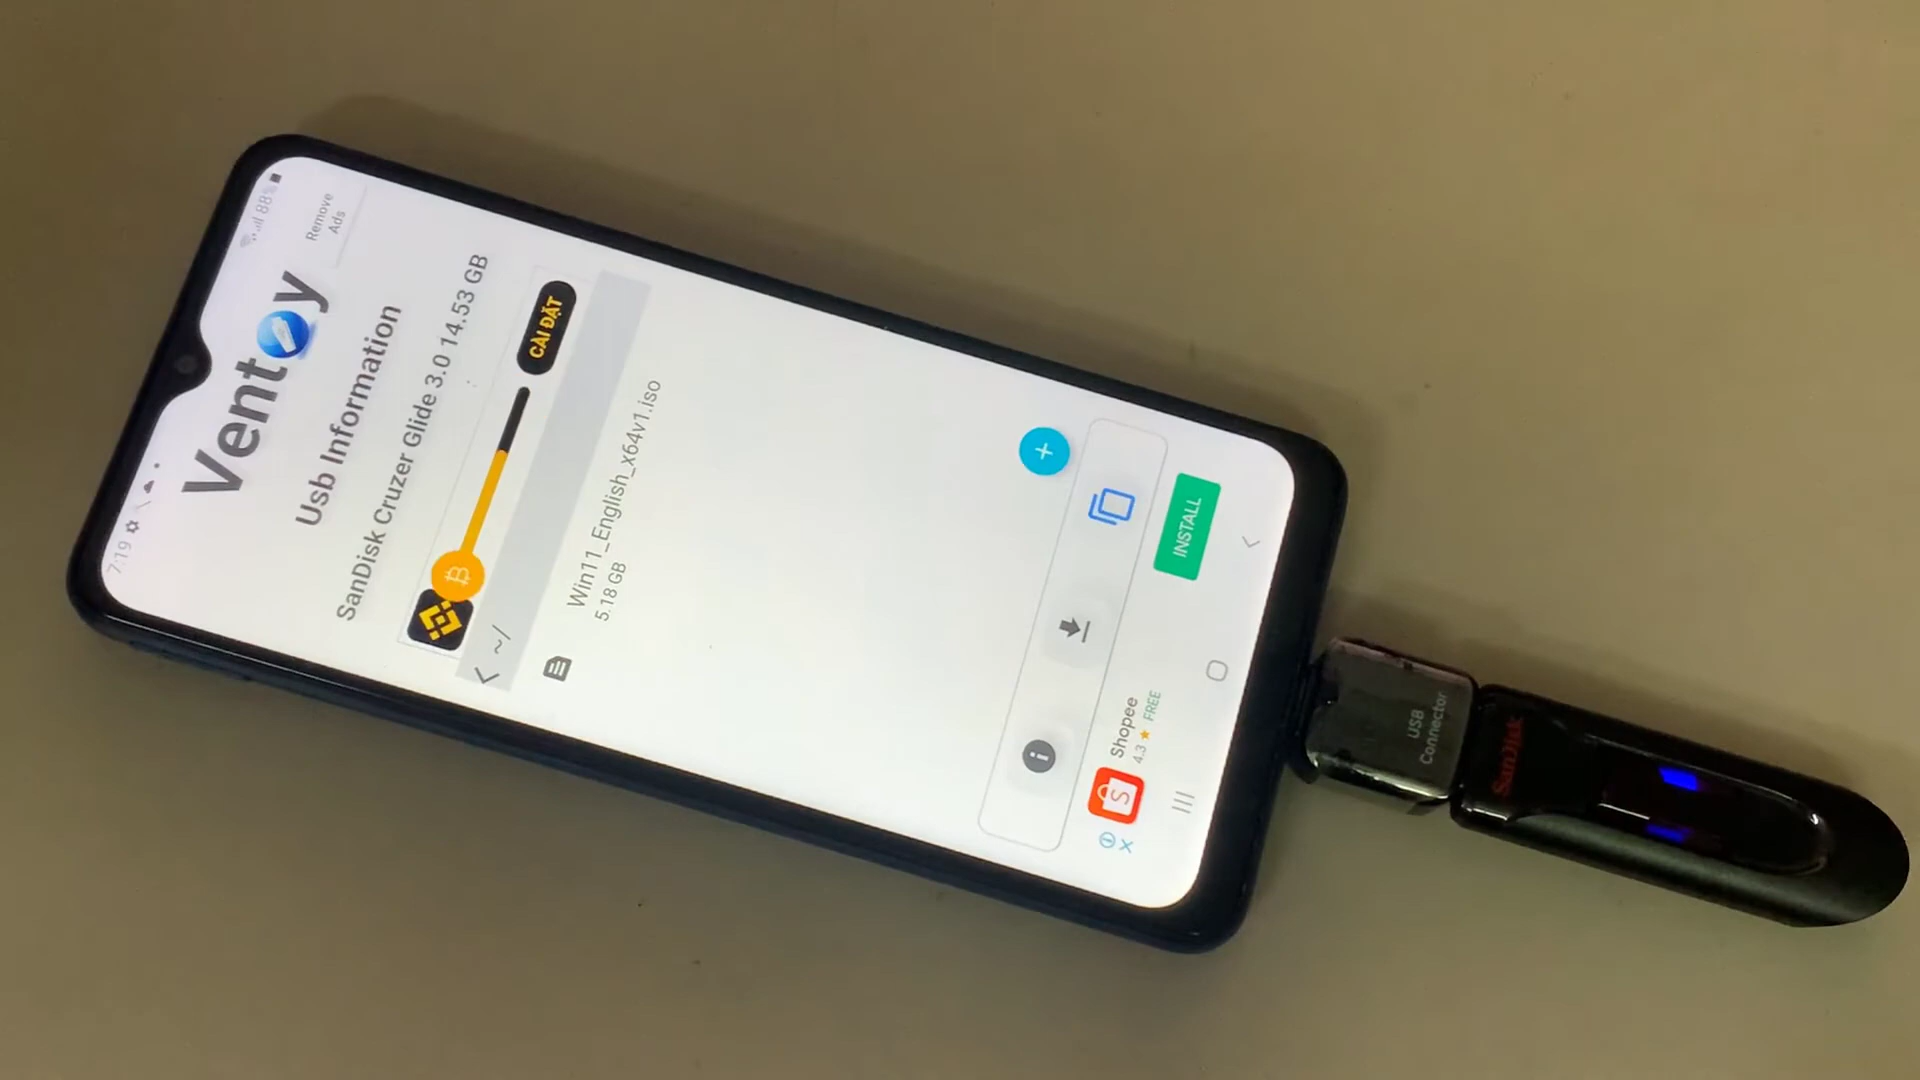 7:19
88%
Ventoy
Remove
Ads
Usb Information
SanDisk Cruzer Glide 3.0 14.53 GB
CÀI ĐẶT
~/
Win11_English_x64v1.iso
5.18 GB
Shopee
4.3 ★ FREE
INSTALL
USB
Connector
SanDisk